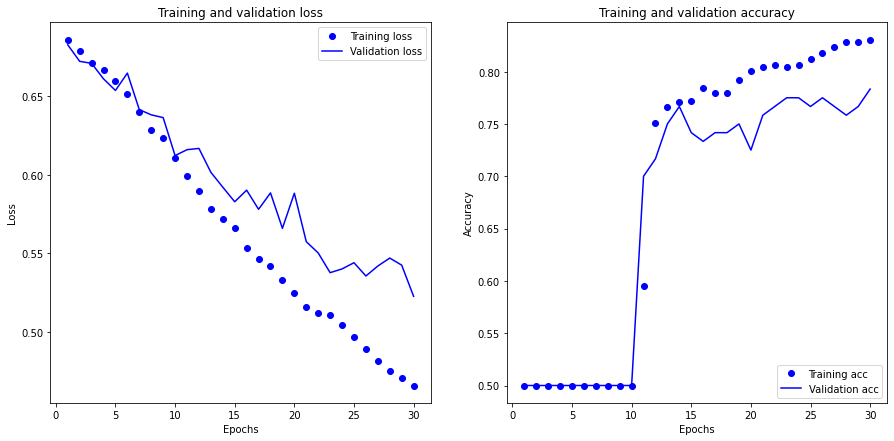 Training and validation loss
Training loss
Validation loss
0.65
0.60
0.55
0.50
Loss
0
5
10
15
20
25
30
Epochs
Training and validation accuracy
0.80
0.75
0.70
0.65
0.60
0.55
0.50
Accuracy
Training acc
Validation acc
0
5
10
15
20
25
30
Epochs